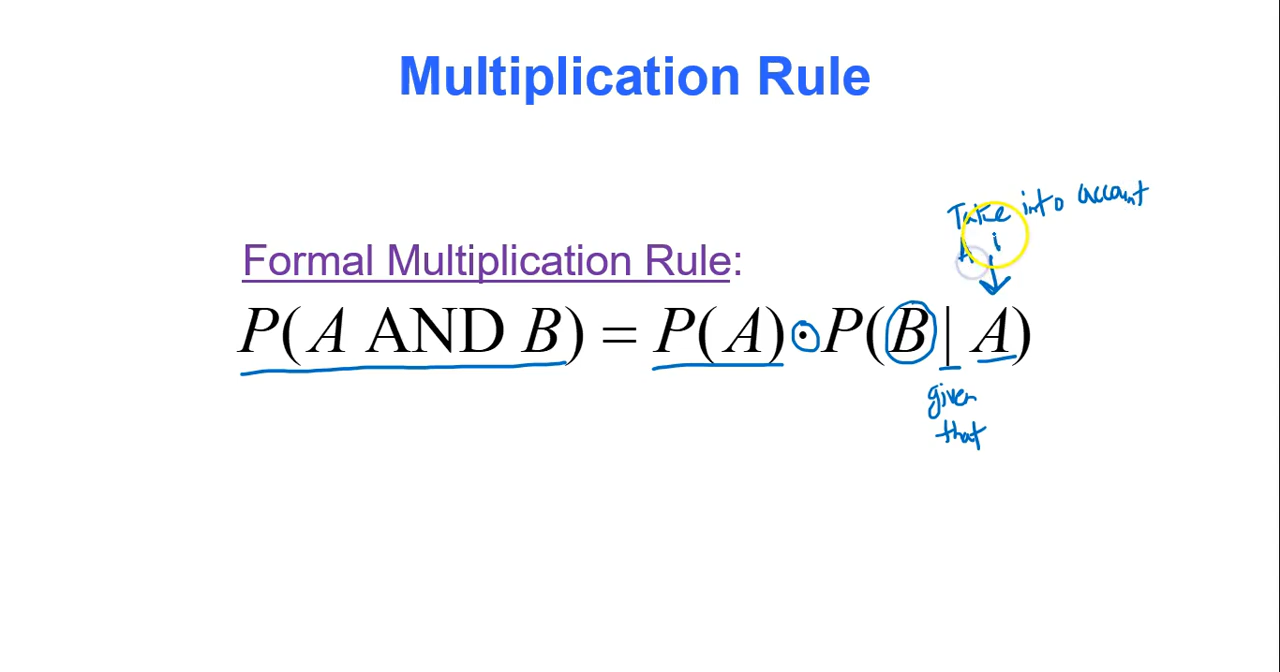 Multiplication Rule
Take into account
A i
Formal Multiplication Rule:
P(A AND B) = P(A) • P(B | A)
given
that